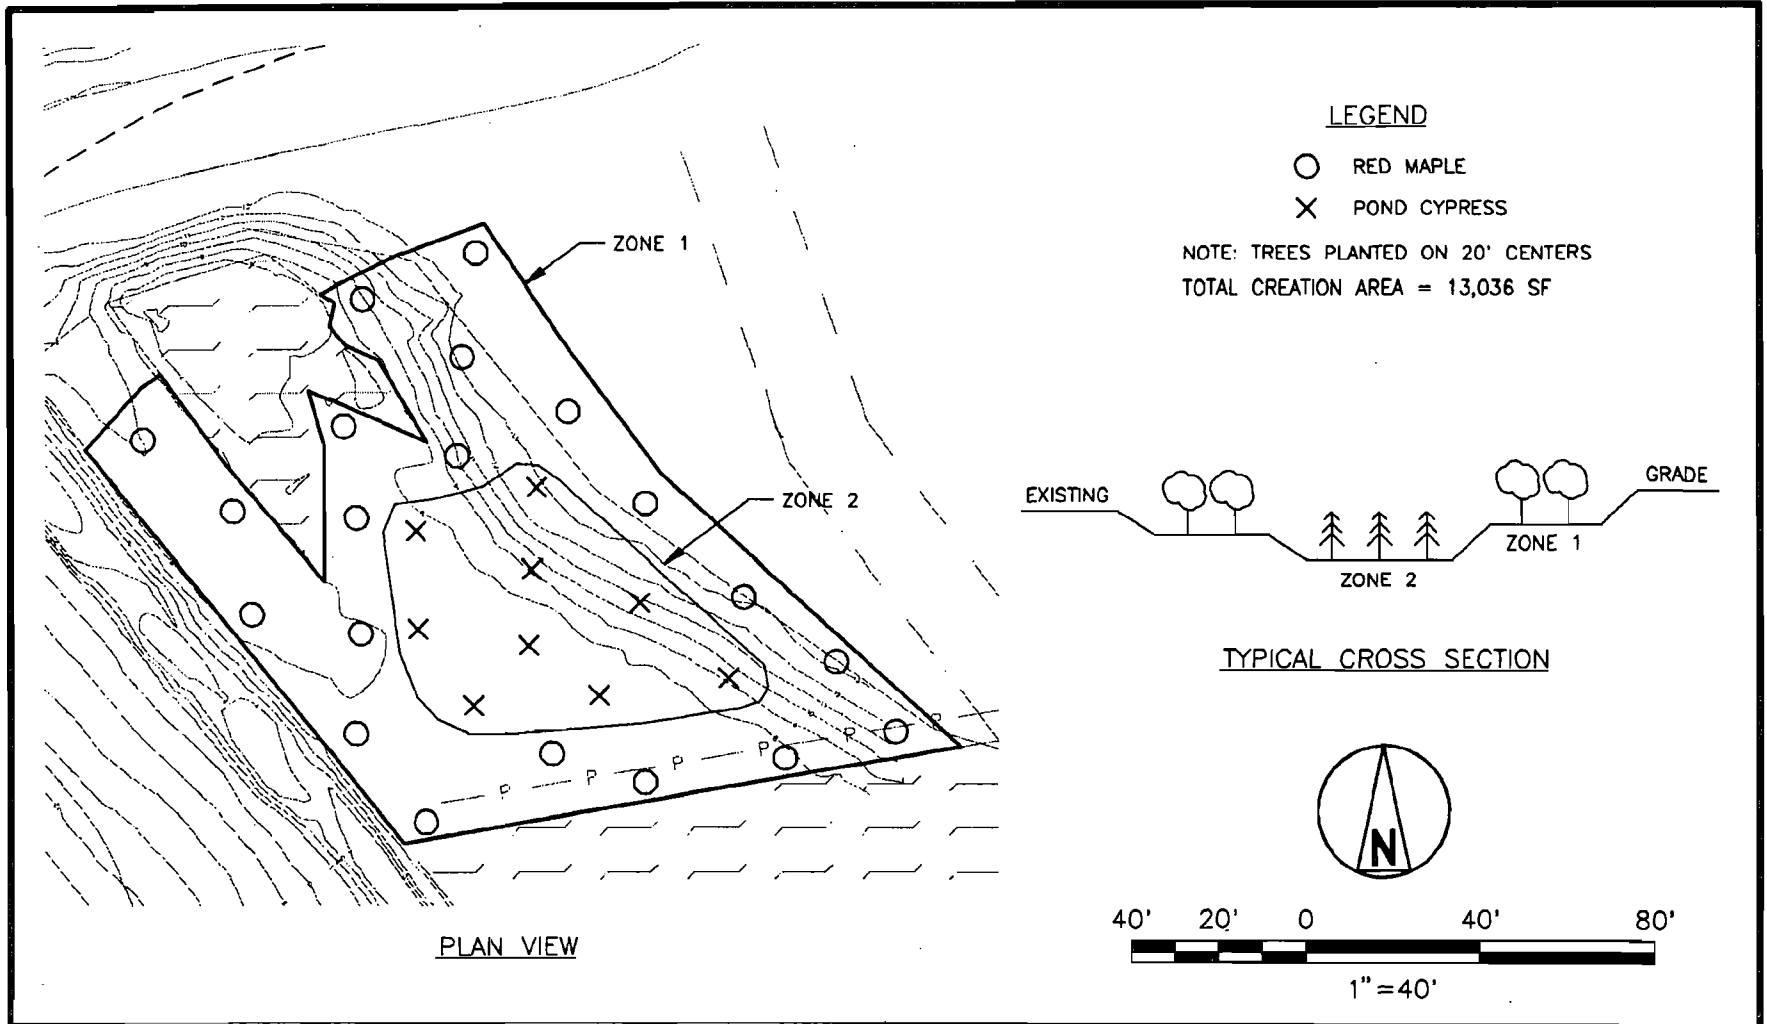 LEGEND
RED MAPLE
POND CYPRESS
NOTE: TREES PLANTED ON 20' CENTERS
TOTAL CREATION AREA = 13,036 SF
ZONE 1
ZONE 2
P P P P R R
PLAN VIEW
EXISTING
GRADE
ZONE 1
ZONE 2
TYPICAL CROSS SECTION
N
40' 20' 0 40' 80'
1"=40'